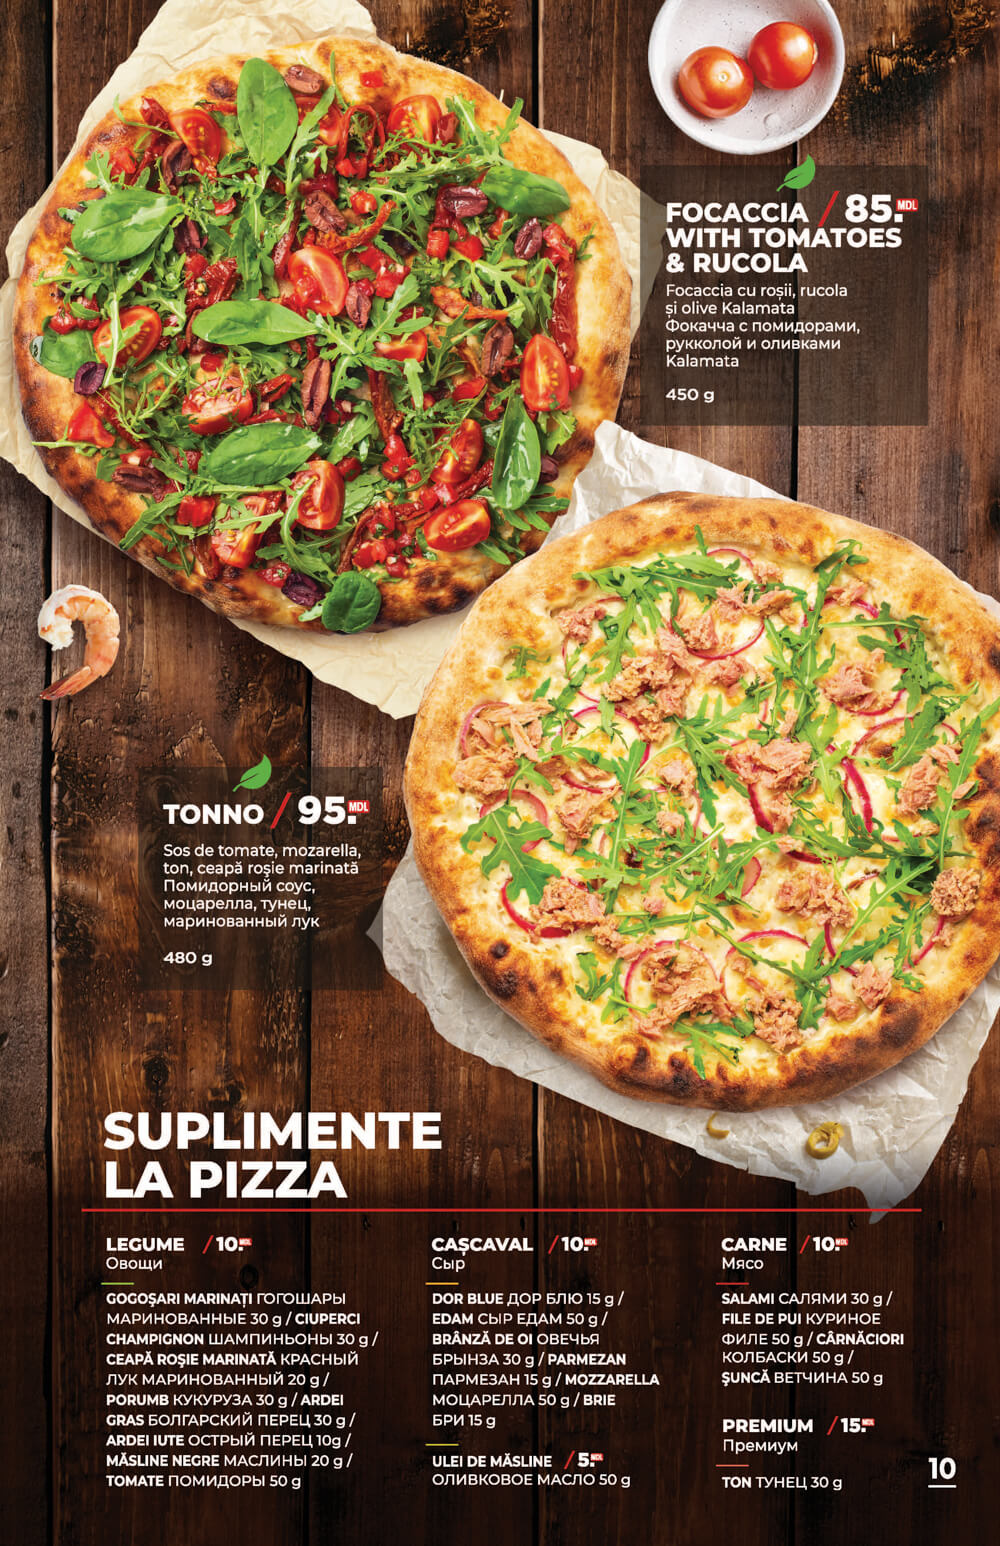 FOCACCIA / 85. MDL
WITH TOMATOES
& RUCOLA
Focaccia cu roșii, rucola
și olive Kalamata
Фокачча с помидорами,
рукколой и оливками
Kalamata
450 g
TONNO / 95. MDL
Sos de tomate, mozarella,
ton, ceapă roşie marinată
Помидорный соус,
моцарелла, тунец,
маринованный лук
480 g
SUPLIMENTE
LA PIZZA
LEGUME / 10. MDL
Овощи
GOGOŞARI MARINAȚI ГОГОШАРЫ
МАРИНОВАННЫЕ 30 g / CIUPERCI
CHAMPIGNON ШАМПИНЬОНЫ 30 g /
CEAPĂ ROŞIE MARINATĂ КРАСНЫЙ
ЛУК МАРИНОВАННЫЙ 20 g /
PORUMB КУКУРУЗА 30 g / ARDEI
GRAS БОЛГАРСКИЙ ПЕРЕЦ 30 g /
ARDEI IUTE ОСТРЫЙ ПЕРЕЦ 10g /
MĂSLINE NEGRE МАСЛИНЫ 20 g /
TOMATE ПОМИДОРЫ 50 g
CAȘCAVAL / 10. MDL
Сыр
DOR BLUE ДОР БЛЮ 15 g /
EDAM СЫР ЕДАМ 50 g /
BRÂNZĂ DE OI ОВЕЧЬЯ
БРЫНЗА 30 g / PARMEZAN
ПАРМЕЗАН 15 g / MOZZARELLA
МОЦАРЕЛЛА 50 g / BRIE
БРИ 15 g
ULEI DE MĂSLINE / 5. MDL
ОЛИВКОВОЕ МАСЛО 50 g
CARNE / 10. MDL
Мясо
SALAMI САЛЯМИ 30 g /
FILE DE PUI КУРИНОЕ
ФИЛЕ 50 g / CÂRNĂCIORI
КОЛБАСКИ 50 g /
ŞUNCĂ ВЕТЧИНА 50 g
PREMIUM / 15. MDL
Премиум
TON ТУНЕЦ 30 g
10